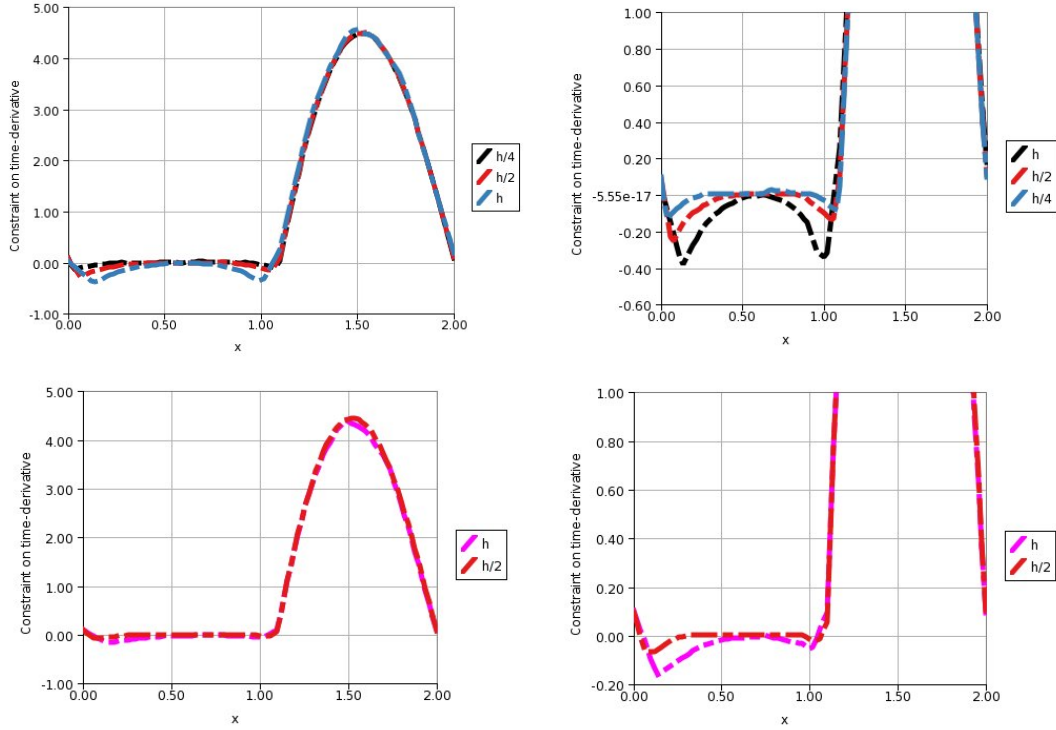 5.00
4.00
3.00
2.00
1.00
0.00
-1.00
0.00 0.50 1.00 1.50 2.00
x
Constraint on time-derivative
h/4
h/2
h
1.00
0.80
0.60
0.40
0.20
-5.55e-17
-0.20
-0.40
-0.60
0.00 0.50 1.00 1.50 2.00
x
Constraint on time-derivative
h
h/2
h/4
5.00
4.00
3.00
2.00
1.00
0.00
-1.00
0.00 0.50 1.00 1.50 2.00
x
Constraint on time-derivative
h
h/2
1.00
0.80
0.60
0.40
0.20
0.00
-0.20
0.00 0.50 1.00 1.50 2.00
x
Constraint on time-derivative
h
h/2